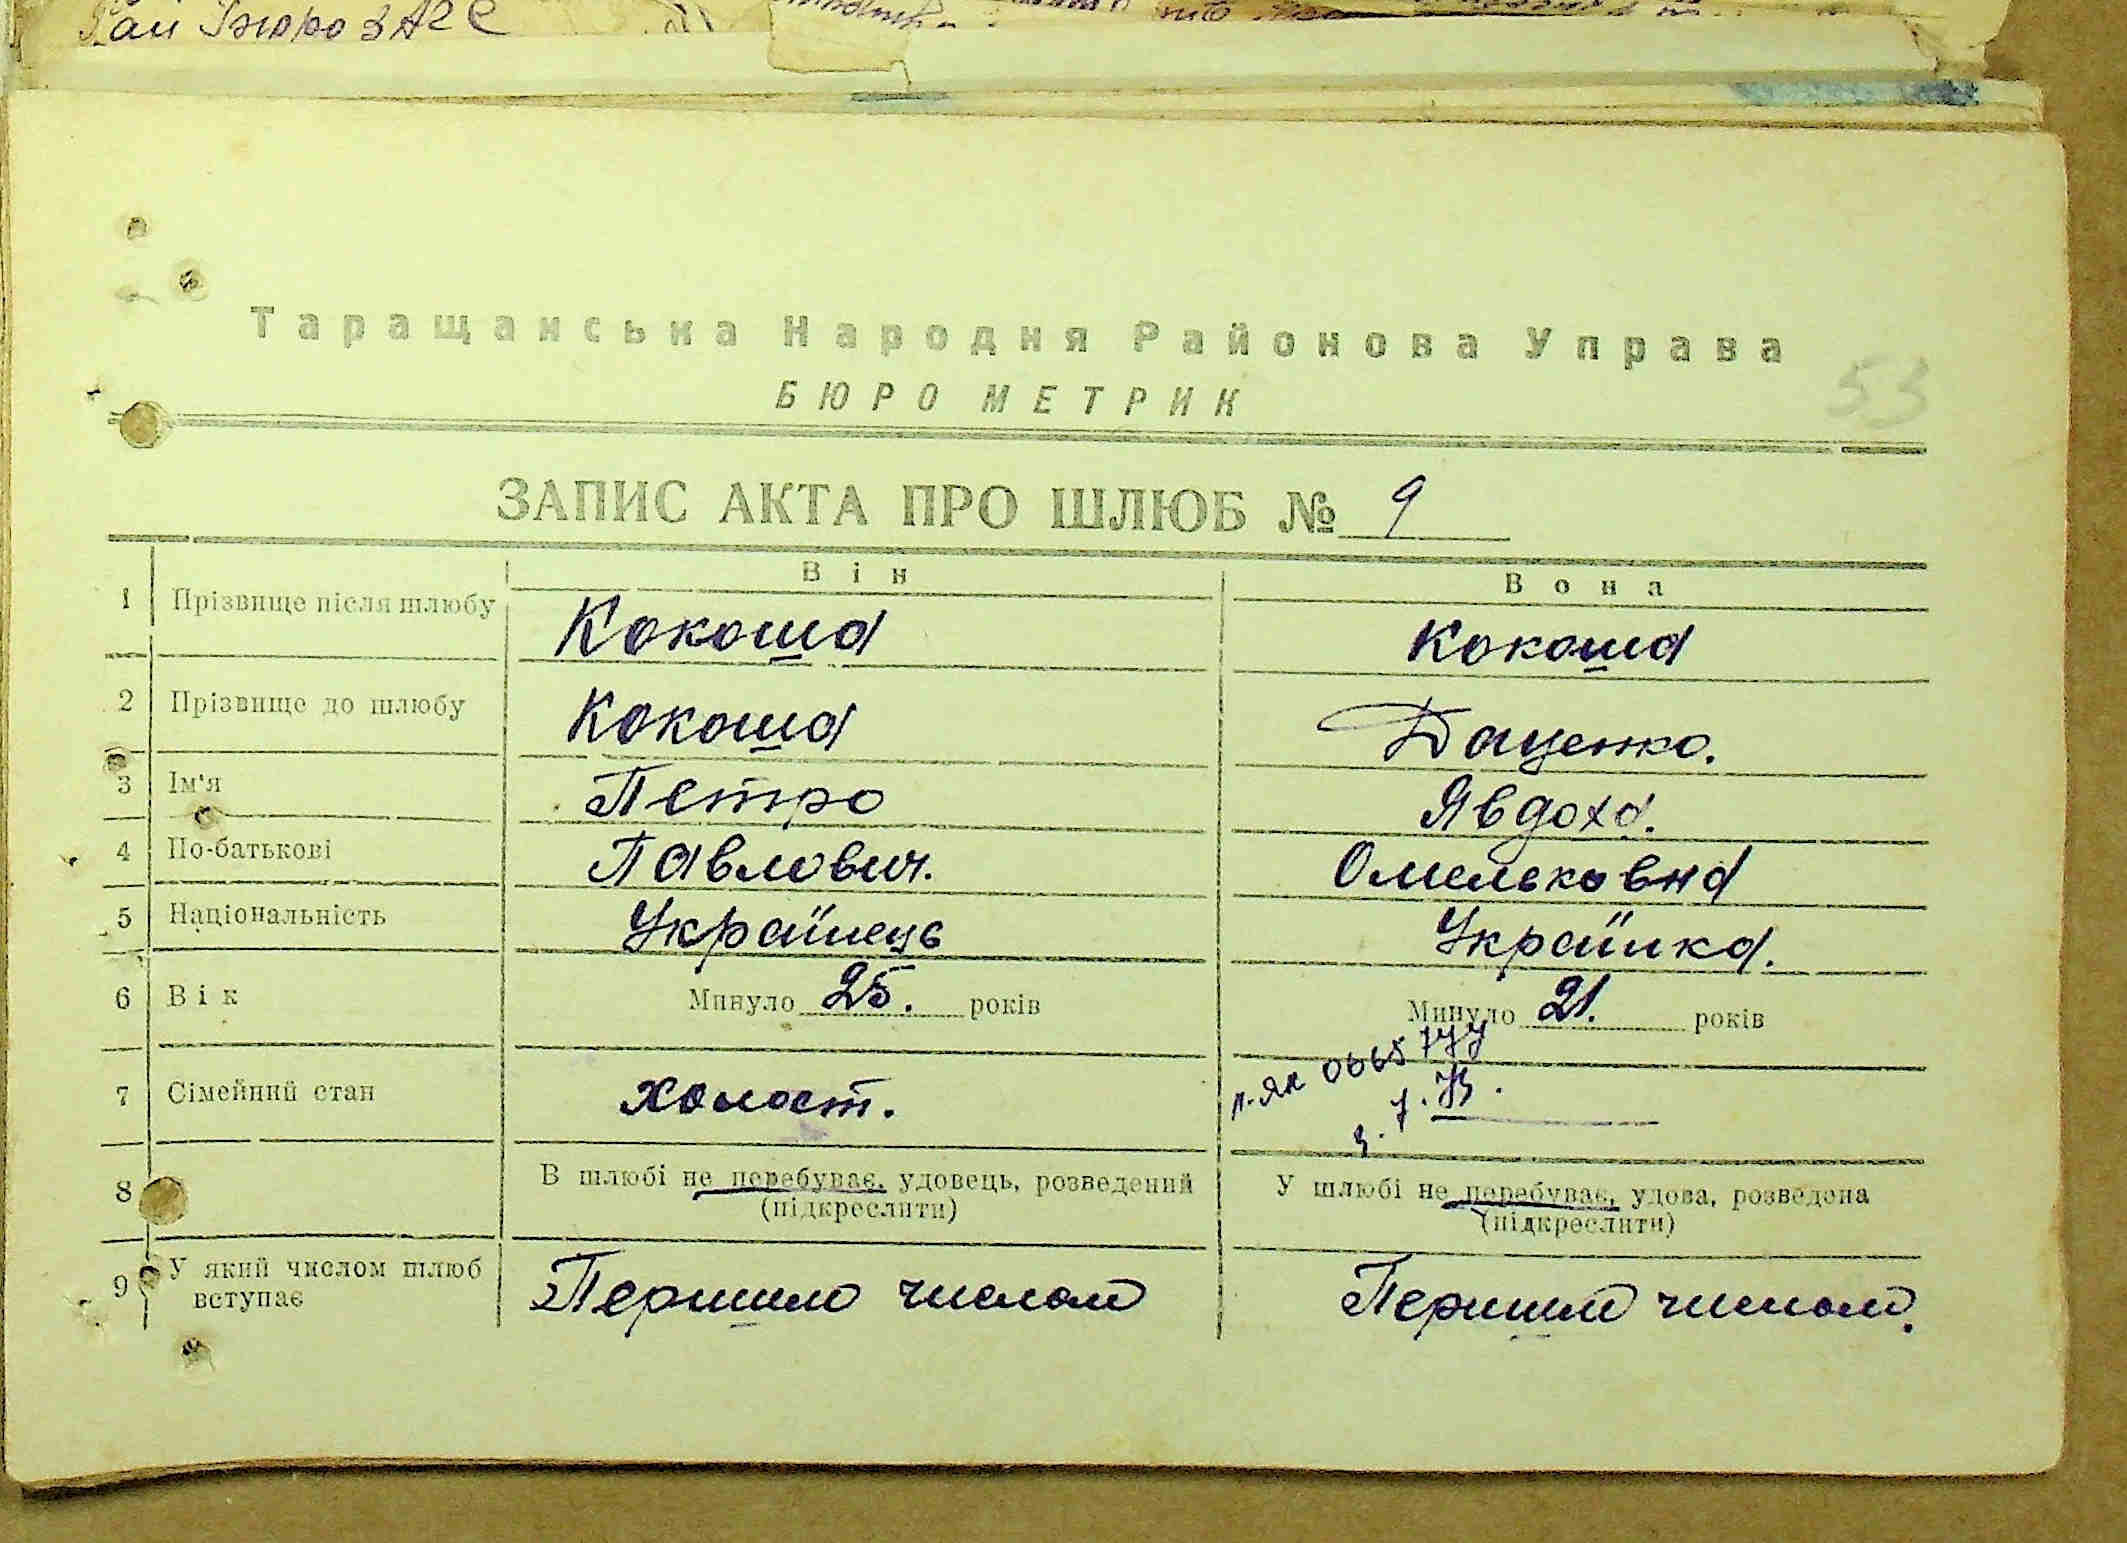 Рай Бюро ЗАГС
Таращанська Народня Районова Управа
БЮРО МЕТРИК
53
ЗАПИС АКТА ПРО ШЛЮБ № 9
Він Вона
1 Прізвище після шлюбу Кокоша Кокоша
2 Прізвище до шлюбу Кокоша Даценко.
3 Ім'я Петро Явдоха.
4 По-батькові Павлович. Омельковна
5 Національність Українець Українка.
6 Вік Минуло 25. років Минуло 21. років
7 Сімейний стан холост.
8 В шлюбі не перебуває, удовець, розведений У шлюбі не перебуває, удова, розведена
(підкреслити) (підкреслити)
9 У який числом шлюб Першим числом Першим числом.
вступає